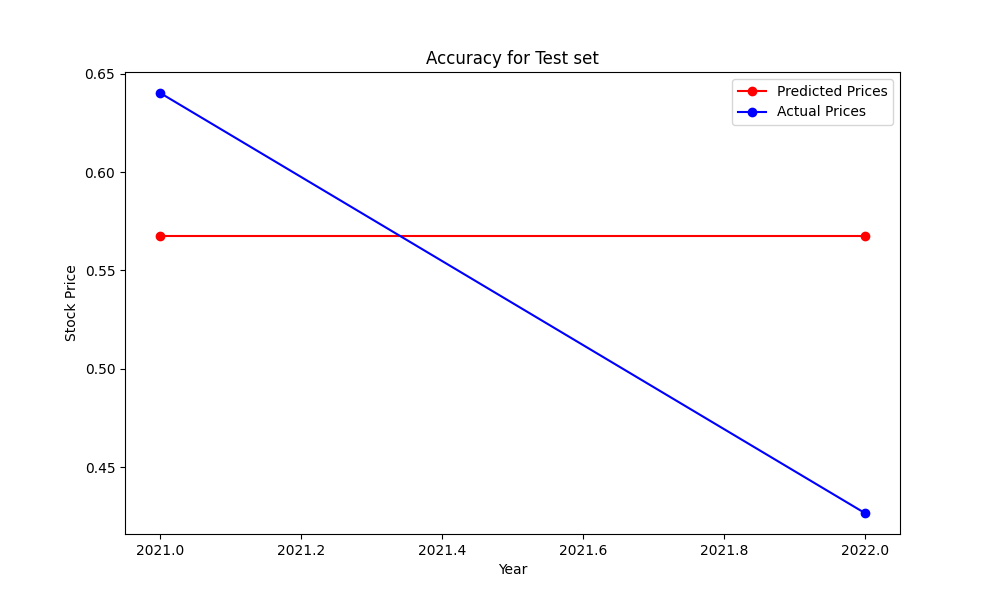 Accuracy for Test set
Predicted Prices
Actual Prices
0.65
0.60
0.55
0.50
0.45
Stock Price
2021.0
2021.2
2021.4
2021.6
2021.8
2022.0
Year